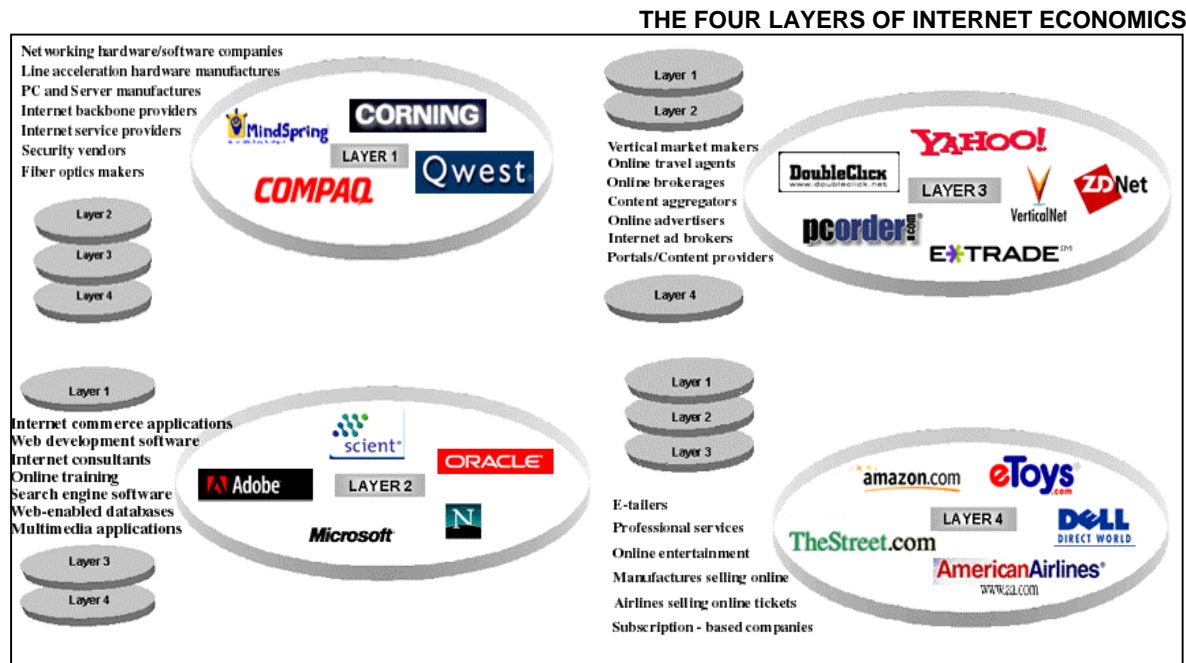 THE FOUR LAYERS OF INTERNET ECONOMICS
Networking hardware/software companies
Line acceleration hardware manufactures
PC and Server manufactures
Internet backbone providers
Internet service providers
Security vendors
Fiber optics makers
MindSpring
CORNING
LAYER 1
COMPAQ
Qwest
Layer 2
Layer 3
Layer 4
Layer 1
Layer 2
Vertical market makers
Online travel agents
Online brokerages
Content aggregators
Online advertisers
Internet ad brokers
Portals/Content providers
YAHOO!
DoubleClick
www.doubleclick.net
LAYER 3
VerticalNet
ZDNet
pcorder.com
E*TRADE SM
Layer 4
Layer 1
Internet commerce applications
Web development software
Internet consultants
Online training
Search engine software
Web-enabled databases
Multimedia applications
scient
ORACLE
Adobe
LAYER 2
Microsoft
N
Layer 3
Layer 4
Layer 1
Layer 2
Layer 3
E-tailers
Professional services
Online entertainment
Manufactures selling online
Airlines selling online tickets
Subscription - based companies
amazon.com
eToys.com
LAYER 4
DELL
DIRECT WORLD
TheStreet.com
AmericanAirlines®
www.aa.com